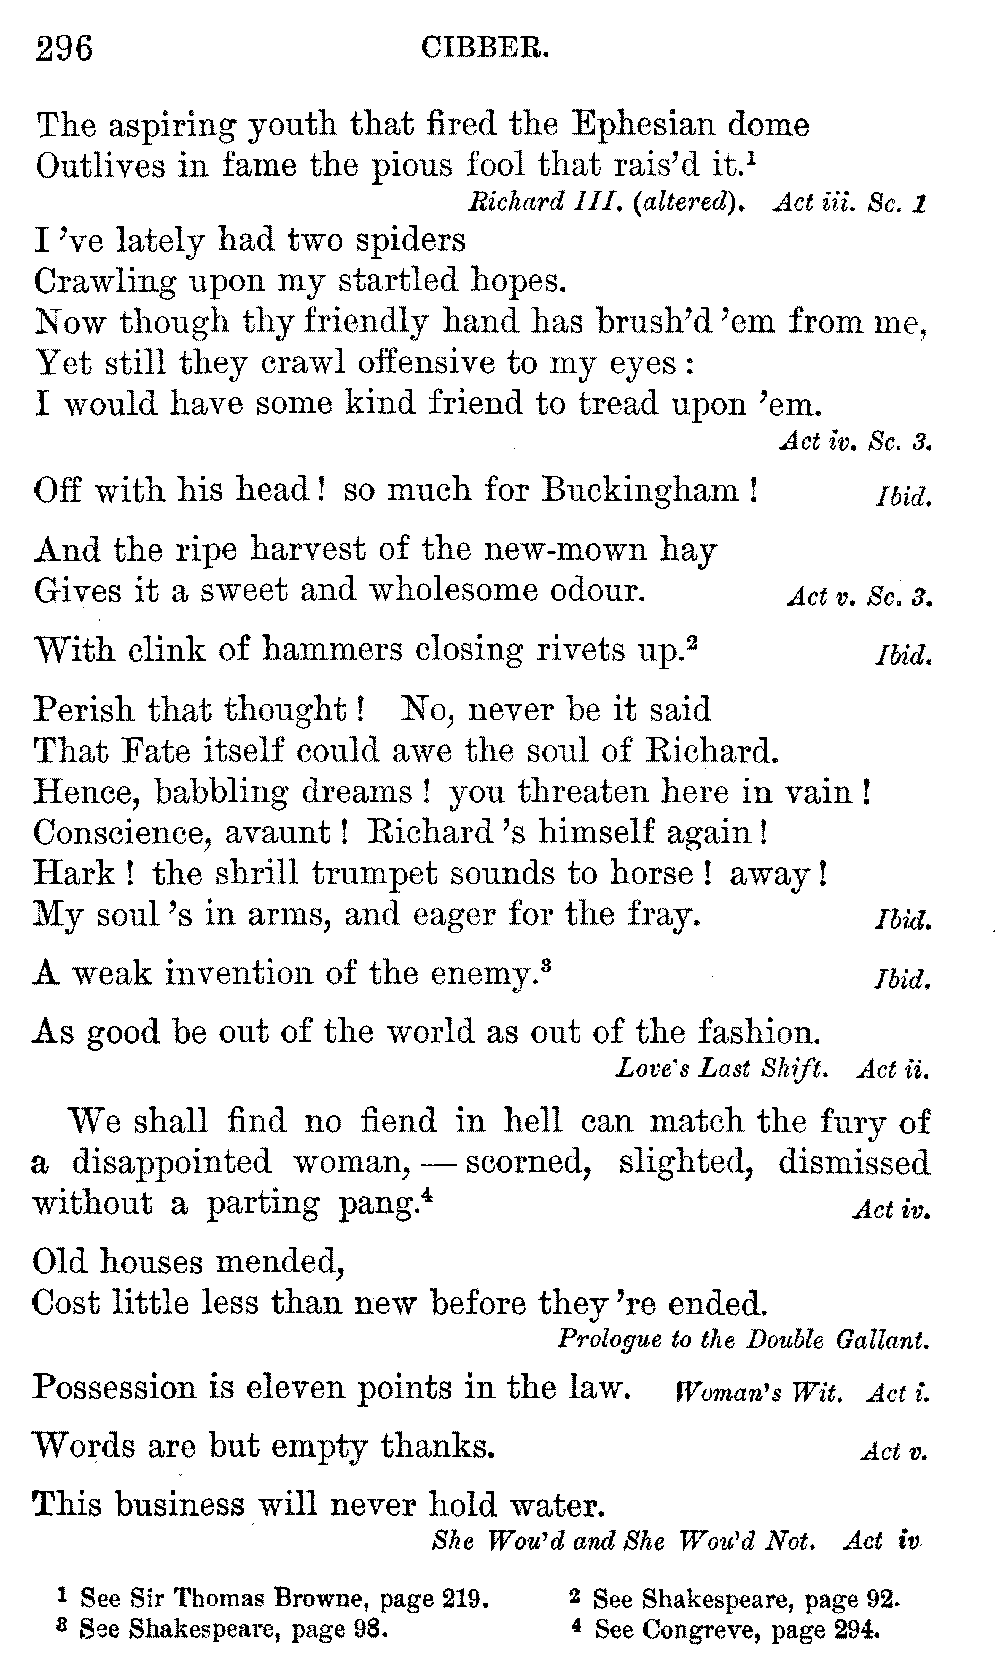 296 CIBBER.
The aspiring youth that fired the Ephesian dome
Outlives in fame the pious fool that rais'd it.¹
Richard III. (altered). Act iii. Sc. 1
I 've lately had two spiders
Crawling upon my startled hopes.
Now though thy friendly hand has brush'd 'em from me,
Yet still they crawl offensive to my eyes :
I would have some kind friend to tread upon 'em.
Act iv. Sc. 3.
Off with his head ! so much for Buckingham ! Ibid.
And the ripe harvest of the new-mown hay
Gives it a sweet and wholesome odour. Act v. Sc. 3.
With clink of hammers closing rivets up.² Ibid.
Perish that thought ! No, never be it said
That Fate itself could awe the soul of Richard.
Hence, babbling dreams ! you threaten here in vain !
Conscience, avaunt ! Richard 's himself again !
Hark ! the shrill trumpet sounds to horse ! away !
My soul 's in arms, and eager for the fray. Ibid.
A weak invention of the enemy.³ Ibid.
As good be out of the world as out of the fashion.
Love's Last Shift. Act ii.
We shall find no fiend in hell can match the fury of
a disappointed woman, — scorned, slighted, dismissed
without a parting pang.⁴ Act iv.
Old houses mended,
Cost little less than new before they 're ended.
Prologue to the Double Gallant.
Possession is eleven points in the law. Woman's Wit. Act i.
Words are but empty thanks. Act v.
This business will never hold water.
She Wou'd and She Wou'd Not. Act iv
¹ See Sir Thomas Browne, page 219. ² See Shakespeare, page 92.
³ See Shakespeare, page 98. ⁴ See Congreve, page 294.